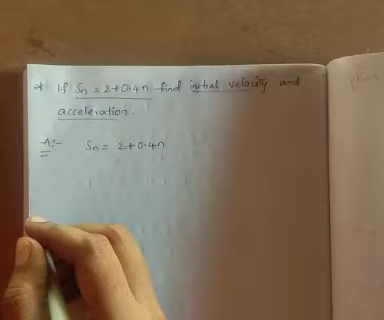 * If Sn = 2+0.4n find initial velocity and
acceleration.
A:- Sn = 2+0.4n